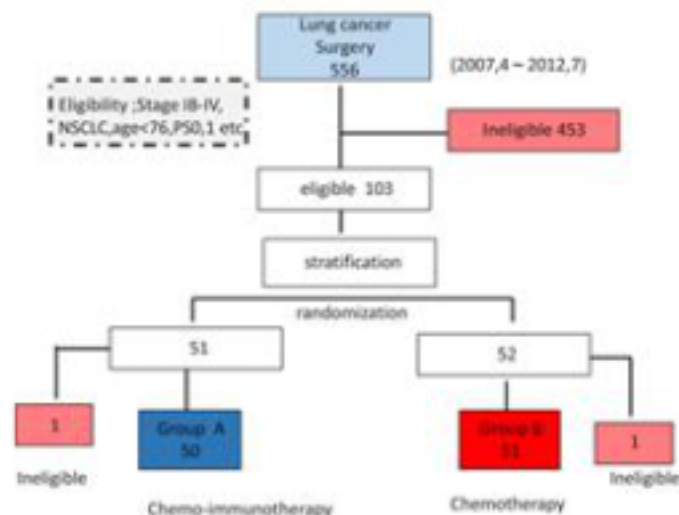 Lung cancer
Surgery
556
(2007,4 ~ 2012,7)
Eligibility ;Stage IB-IV,
NSCLC,age<76,PS0,1 etc
Ineligible 453
eligible 103
stratification
randomization
51
52
1
Group A
50
Group B
51
1
Ineligible
Ineligible
Chemo-immunotherapy
Chemotherapy